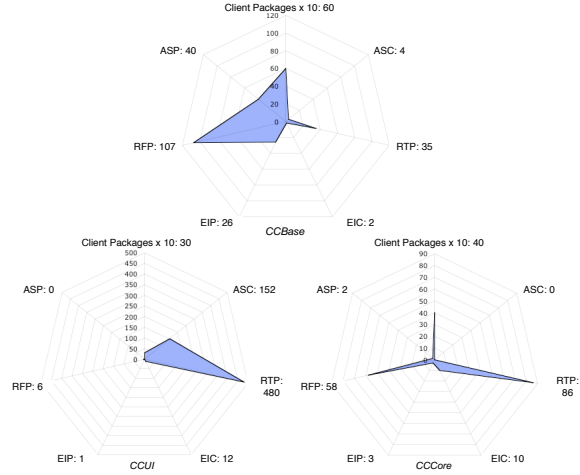 Client Packages x 10: 60
120
100
80
60
40
20
0
ASP: 40
ASC: 4
RFP: 107
RTP: 35
EIP: 26
EIC: 2
CCBase
Client Packages x 10: 30
500
450
400
350
300
250
200
150
100
50
0
ASP: 0
ASC: 152
RFP: 6
RTP:
480
EIP: 1
EIC: 12
CCUI
Client Packages x 10: 40
90
80
70
60
50
40
30
20
10
0
ASP: 2
ASC: 0
RFP: 58
RTP:
86
EIP: 3
EIC: 10
CCCore